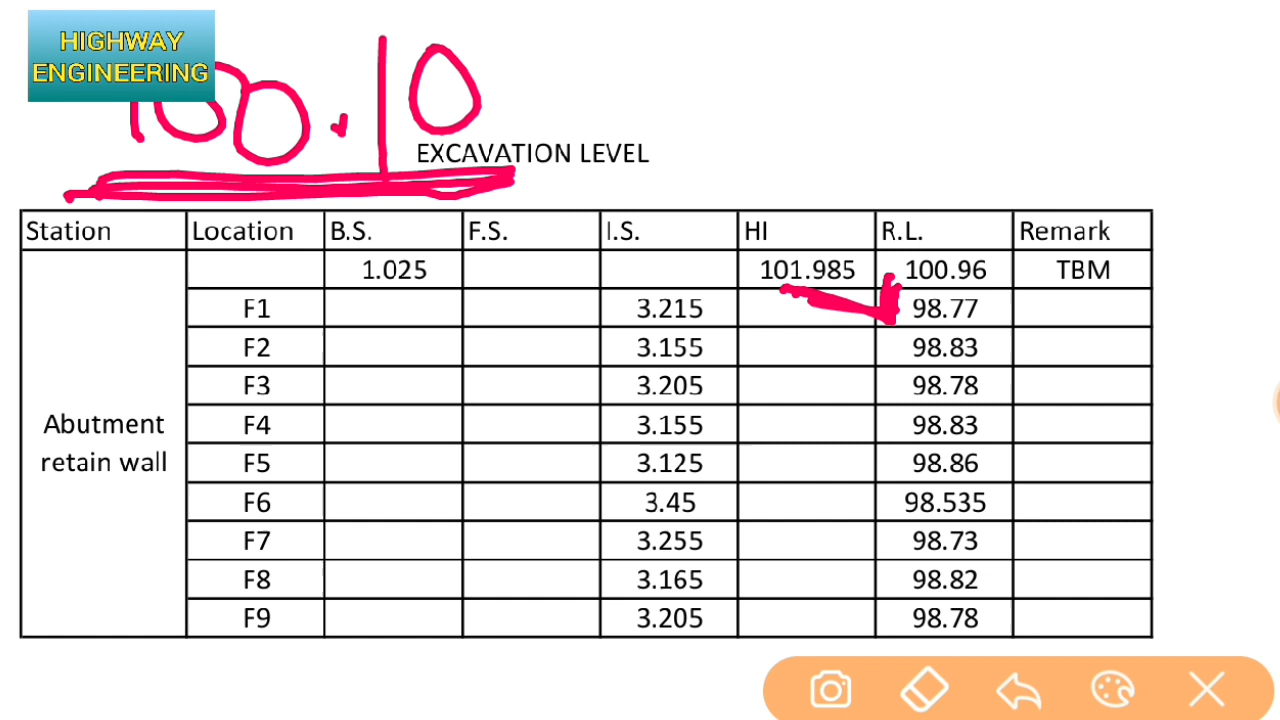 HIGHWAY
ENGINEERING
100.10
EXCAVATION LEVEL
Station Location B.S. F.S. I.S. HI R.L. Remark
1.025 101.985 100.96 TBM
F1 3.215 98.77
F2 3.155 98.83
F3 3.205 98.78
Abutment F4 3.155 98.83
retain wall F5 3.125 98.86
F6 3.45 98.535
F7 3.255 98.73
F8 3.165 98.82
F9 3.205 98.78